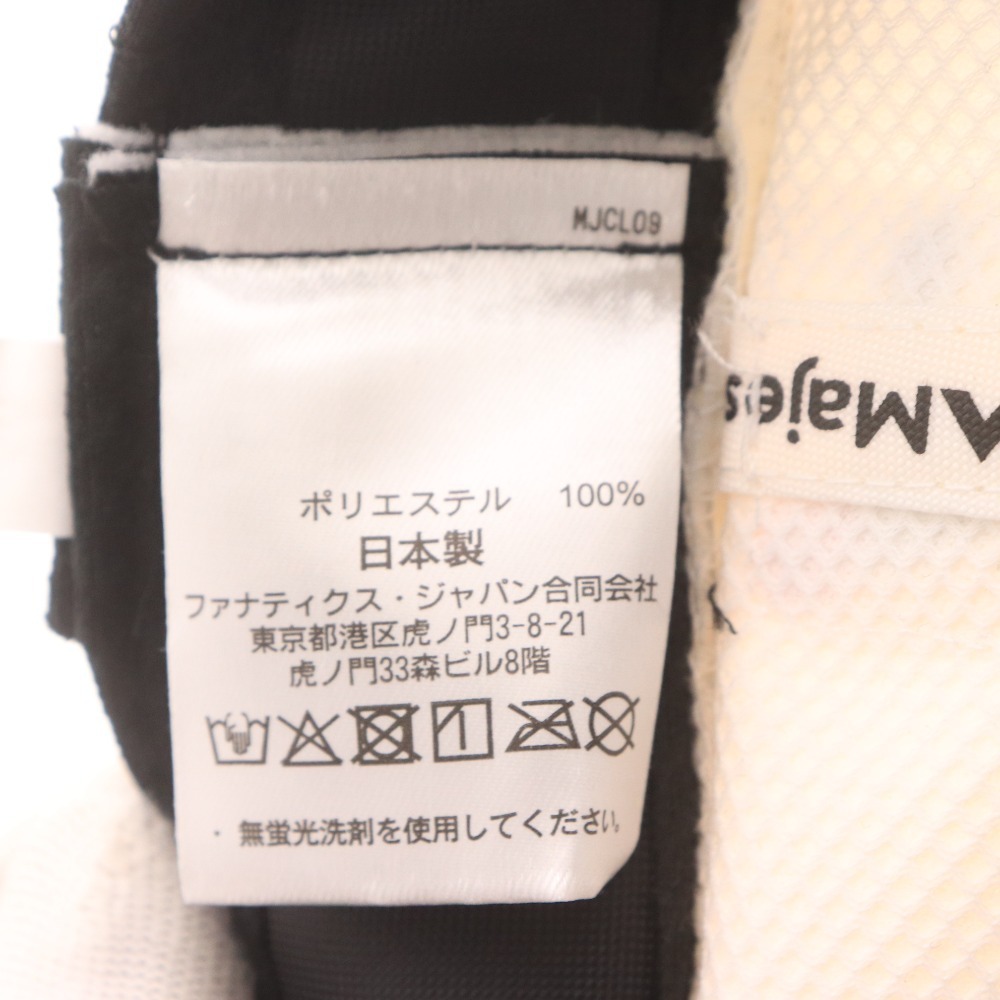 MJCL09
ポリエステル 100%
日本製
ファナティクス・ジャパン合同会社
東京都港区虎ノ門3-8-21
虎ノ門33森ビル8階
・無蛍光洗剤を使用してください。
Majes